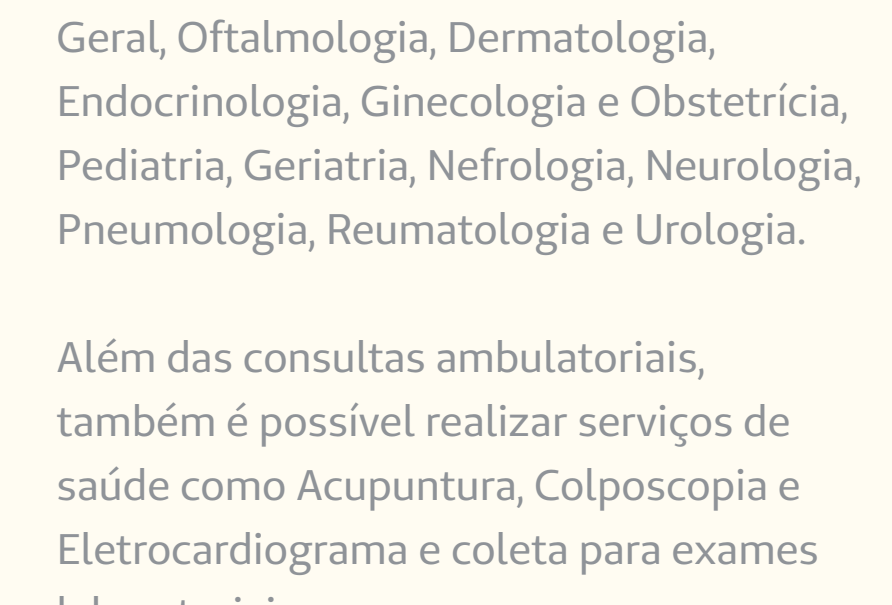 Geral, Oftalmologia, Dermatologia,
Endocrinologia, Ginecologia e Obstetrícia,
Pediatria, Geriatria, Nefrologia, Neurologia,
Pneumologia, Reumatologia e Urologia.
Além das consultas ambulatoriais,
também é possível realizar serviços de
saúde como Acupuntura, Colposcopia e
Eletrocardiograma e coleta para exames